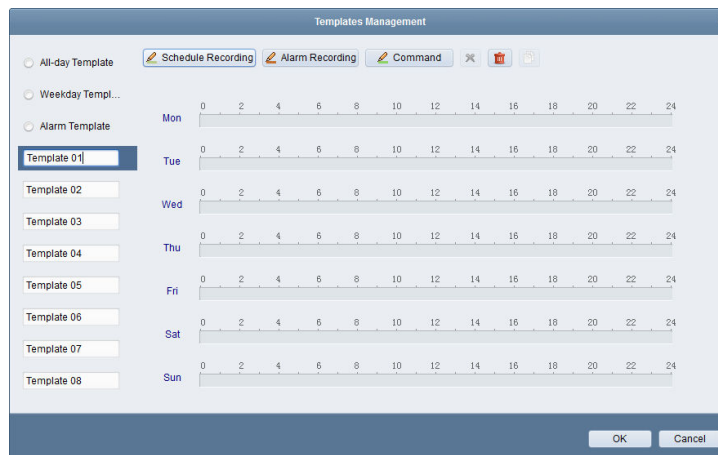 Templates Management
All-day Template
Schedule Recording
Alarm Recording
Command
Weekday Templ...
Alarm Template
Template 01
Template 02
Template 03
Template 04
Template 05
Template 06
Template 07
Template 08
0 2 4 6 8 10 12 14 16 18 20 22 24
Mon
0 2 4 6 8 10 12 14 16 18 20 22 24
Tue
0 2 4 6 8 10 12 14 16 18 20 22 24
Wed
0 2 4 6 8 10 12 14 16 18 20 22 24
Thu
0 2 4 6 8 10 12 14 16 18 20 22 24
Fri
0 2 4 6 8 10 12 14 16 18 20 22 24
Sat
0 2 4 6 8 10 12 14 16 18 20 22 24
Sun
OK
Cancel